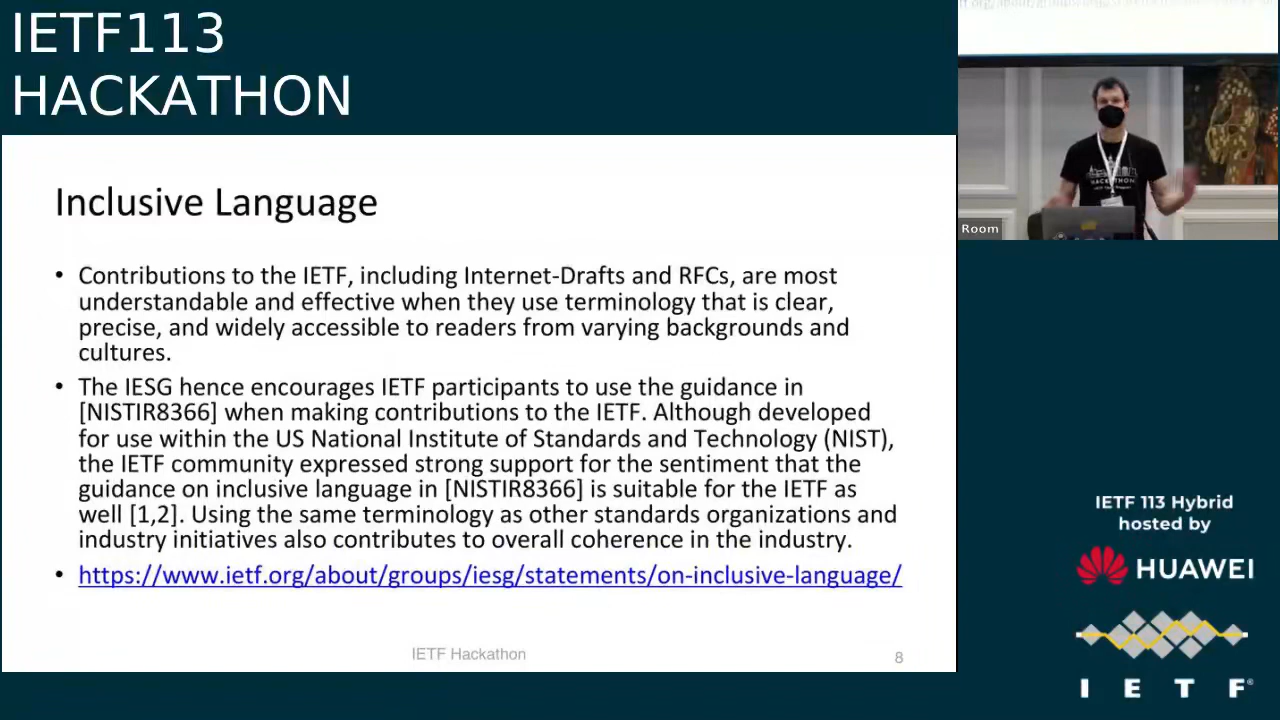 IETF113
HACKATHON
Inclusive Language
• Contributions to the IETF, including Internet-Drafts and RFCs, are most
understandable and effective when they use terminology that is clear,
precise, and widely accessible to readers from varying backgrounds and
cultures.
• The IESG hence encourages IETF participants to use the guidance in
[NISTIR8366] when making contributions to the IETF. Although developed
for use within the US National Institute of Standards and Technology (NIST),
the IETF community expressed strong support for the sentiment that the
guidance on inclusive language in [NISTIR8366] is suitable for the IETF as
well [1,2]. Using the same terminology as other standards organizations and
industry initiatives also contributes to overall coherence in the industry.
• https://www.ietf.org/about/groups/iesg/statements/on-inclusive-language/
IETF Hackathon
8
HACKATHON
Room
IETF 113 Hybrid
hosted by
HUAWEI
I E T F®